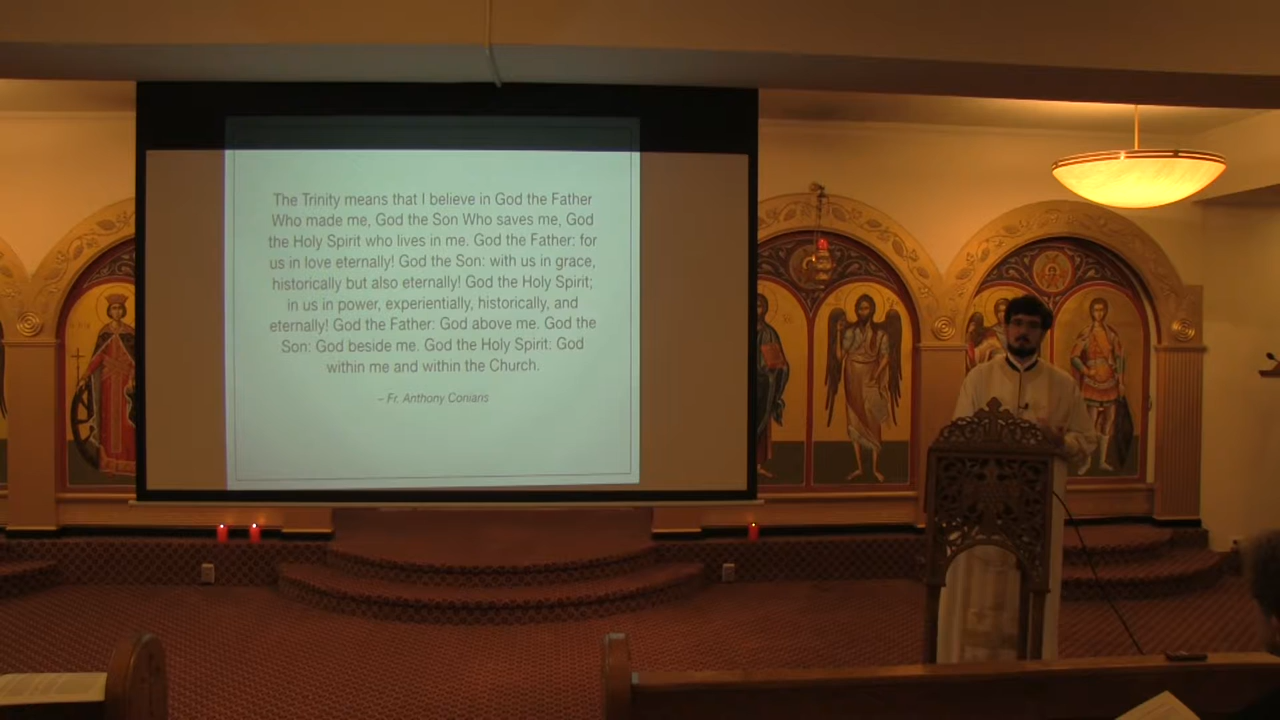 The Trinity means that I believe in God the Father
Who made me, God the Son Who saves me, God
the Holy Spirit who lives in me. God the Father: for
us in love eternally! God the Son: with us in grace,
historically but also eternally! God the Holy Spirit;
in us in power, experientially, historically, and
eternally! God the Father: God above me. God the
Son: God beside me. God the Holy Spirit: God
within me and within the Church.
– Fr. Anthony Coniaris